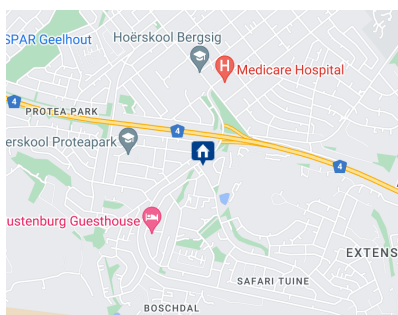 SPAR Geelhout
Hoërskool Bergsig
H
Medicare Hospital
4
PROTEA PARK
4
erskool Proteapark
4
ustenburg Guesthouse
EXTENS
SAFARI TUINE
BOSCHDAL